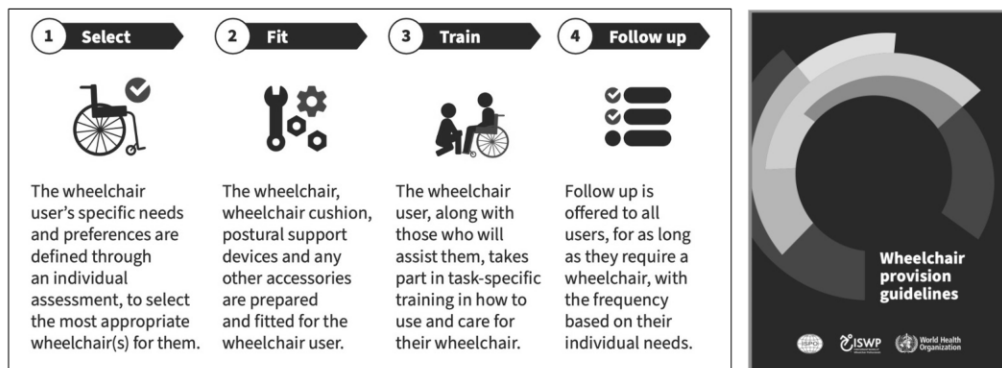 1 Select
The wheelchair
user’s specific needs
and preferences are
defined through
an individual
assessment, to select
the most appropriate
wheelchair(s) for them.
2 Fit
The wheelchair,
wheelchair cushion,
postural support
devices and any
other accessories
are prepared
and fitted for the
wheelchair user.
3 Train
The wheelchair
user, along with
those who will
assist them, takes
part in task-specific
training in how to
use and care for
their wheelchair.
4 Follow up
Follow up is
offered to all
users, for as long
as they require a
wheelchair, with
the frequency
based on their
individual needs.
Wheelchair
provision
guidelines
ISPO
ISWP
World Health
Organization